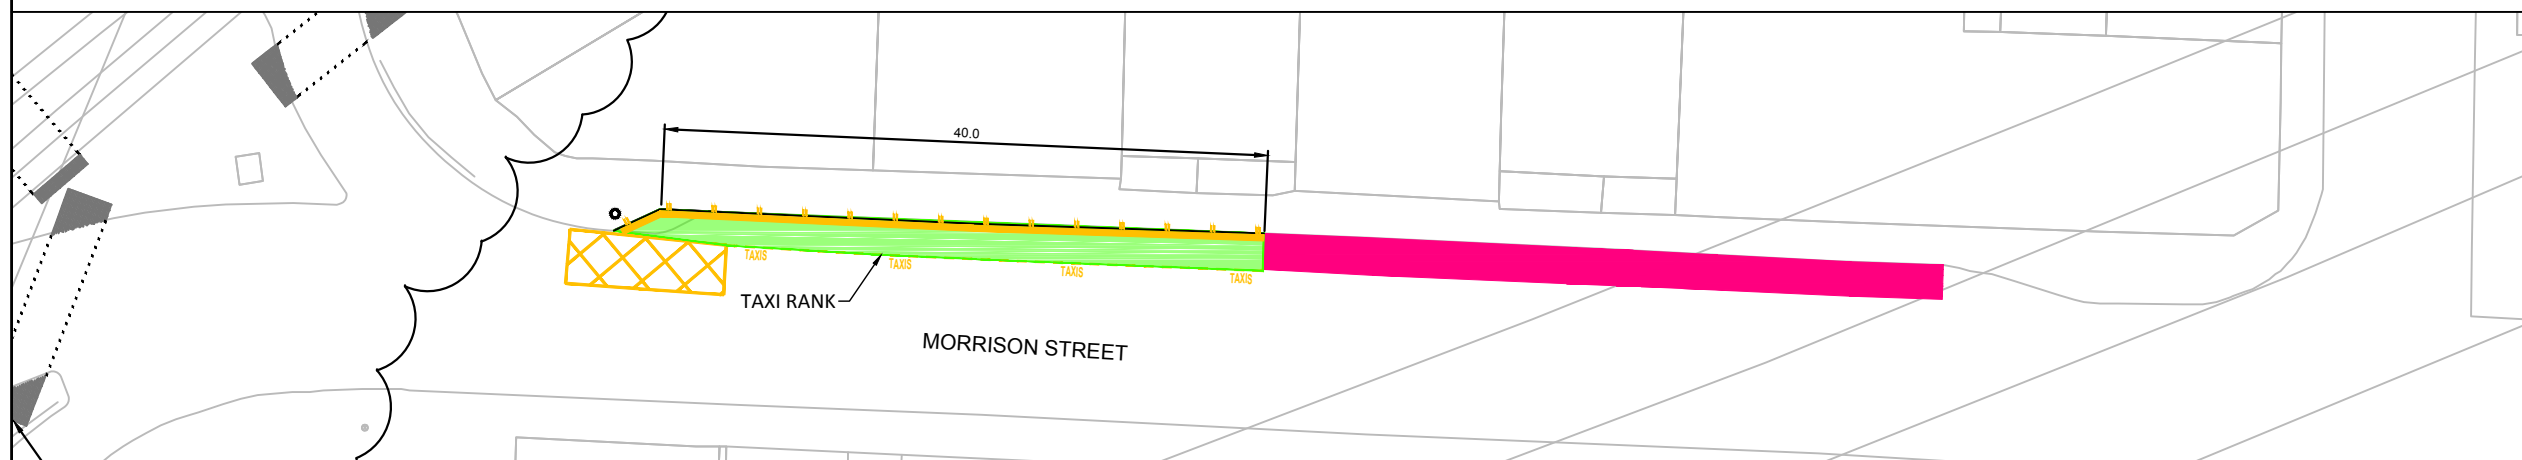 40.0
TAXIS
TAXIS
TAXIS
TAXIS
TAXI RANK
MORRISON STREET